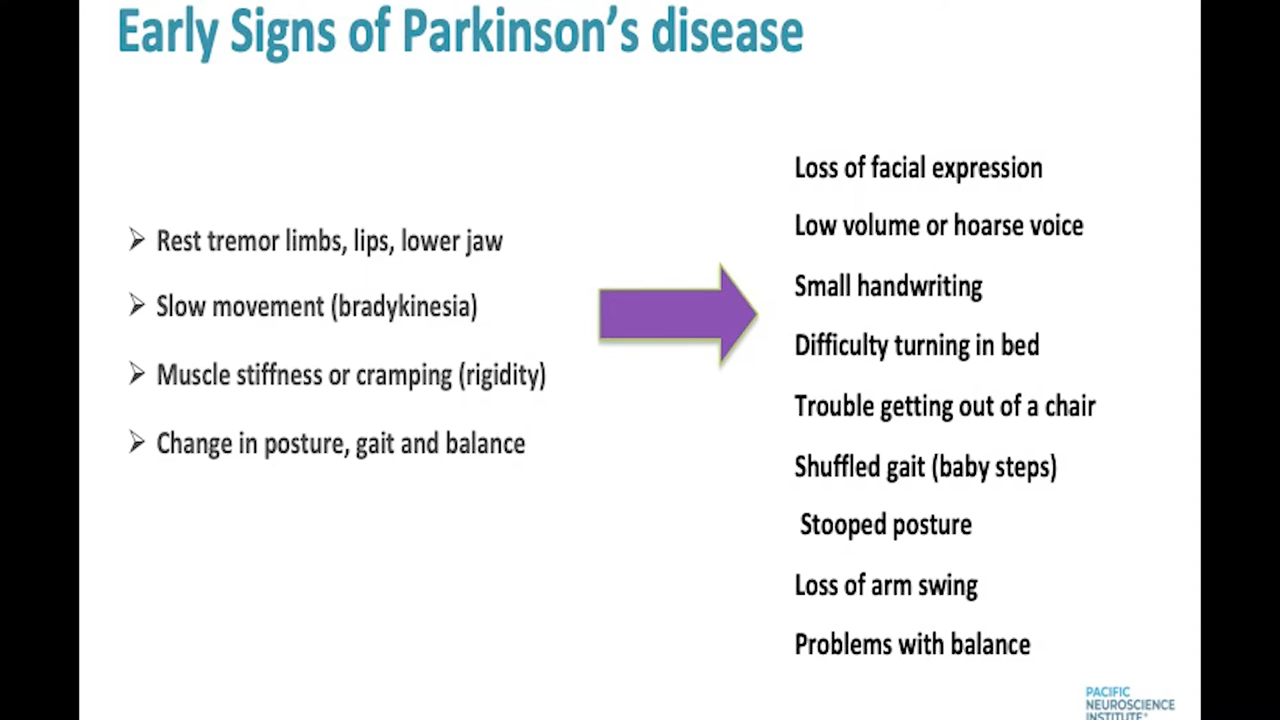 Early Signs of Parkinson’s disease
Rest tremor limbs, lips, lower jaw
Slow movement (bradykinesia)
Muscle stiffness or cramping (rigidity)
Change in posture, gait and balance
Loss of facial expression
Low volume or hoarse voice
Small handwriting
Difficulty turning in bed
Trouble getting out of a chair
Shuffled gait (baby steps)
Stooped posture
Loss of arm swing
Problems with balance
PACIFIC
NEUROSCIENCE
INSTITUTE